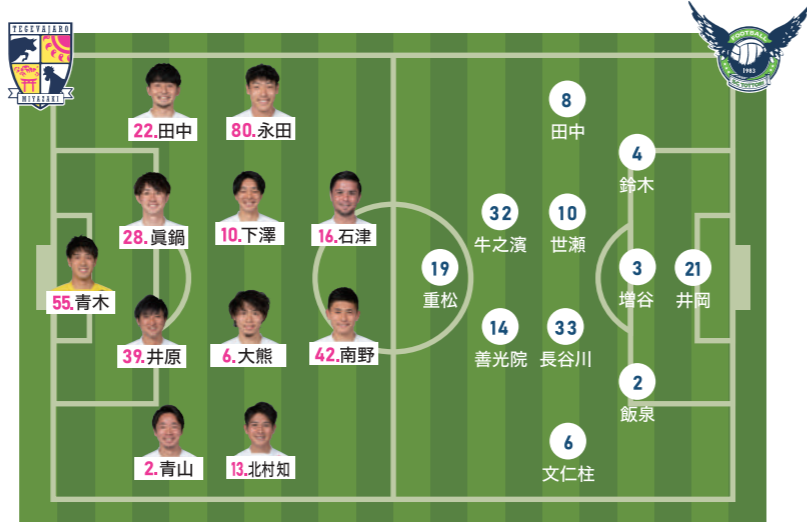 TEGEVAJARO
MIYAZAKI
FOOTBALL
1983
22.田中
80.永田
28.眞鍋
10.下澤
16.石津
55.青木
39.井原
6.大熊
42.南野
2.青山
13.北村知
8
田中
4
鈴木
32
牛之濱
10
世瀬
19
重松
3
増谷
21
井岡
14
善光院
33
長谷川
2
飯泉
6
文仁柱